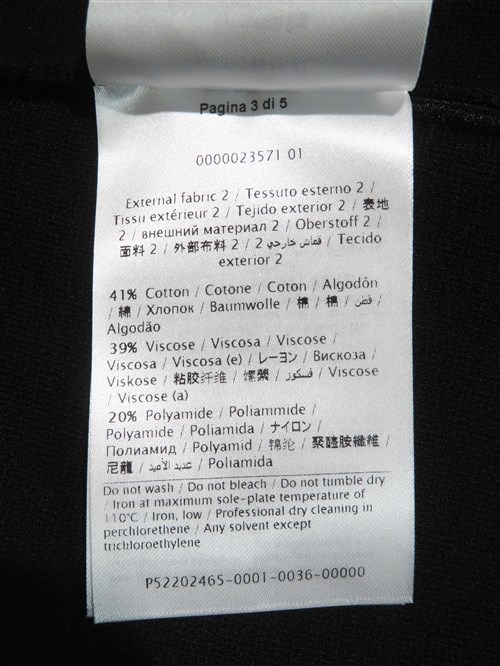 Pagina 3 di 5
0000023571 01
External fabric 2 / Tessuto esterno 2 /
Tissu extérieur 2 / Tejido exterior 2 / 表地
2 / внешний материал 2 / Oberstoff 2 /
面料 2 / 外部布料 2 / قماش خارجي 2 / Tecido
exterior 2
41% Cotton / Cotone / Coton / Algodón
/ 綿 / Хлопок / Baumwolle / 棉 / 棉 / قطن /
Algodão
39% Viscose / Viscosa / Viscose /
Viscosa / Viscosa (e) / レーヨン / Вискоза /
Viskose / 粘胶纤维 / 嫘縈 / فسكوز / Viscose
/ Viscose (a)
20% Polyamide / Poliammide /
Polyamide / Poliamida / ナイロン /
Полиамид / Polyamid / 锦纶 / 聚醯胺纖維 /
尼龍 / عديد الأميد / Poliamida
Do not wash / Do not bleach / Do not tumble dry
/ Iron at maximum sole-plate temperature of
110°C / Iron, low / Professional dry cleaning in
perchlorethene / Any solvent except
trichloroethylene
P52202465-0001-0036-00000